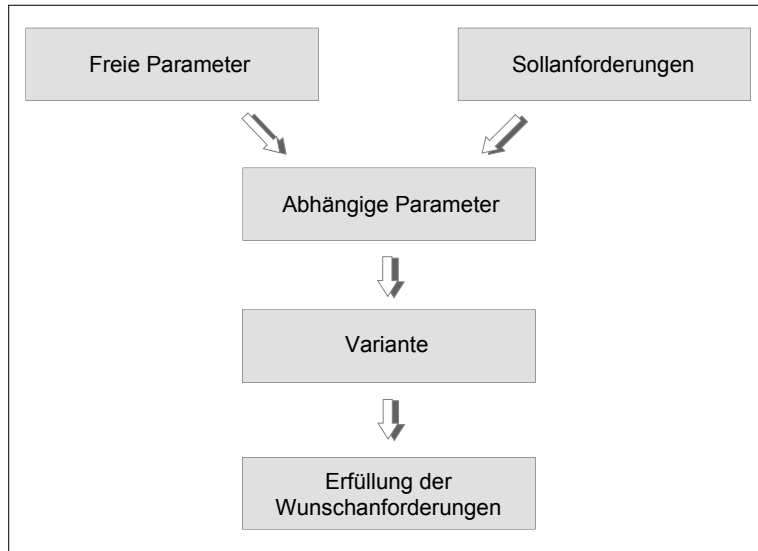 Freie Parameter
Sollanforderungen
Abhängige Parameter
Variante
Erfüllung der
Wunschanforderungen